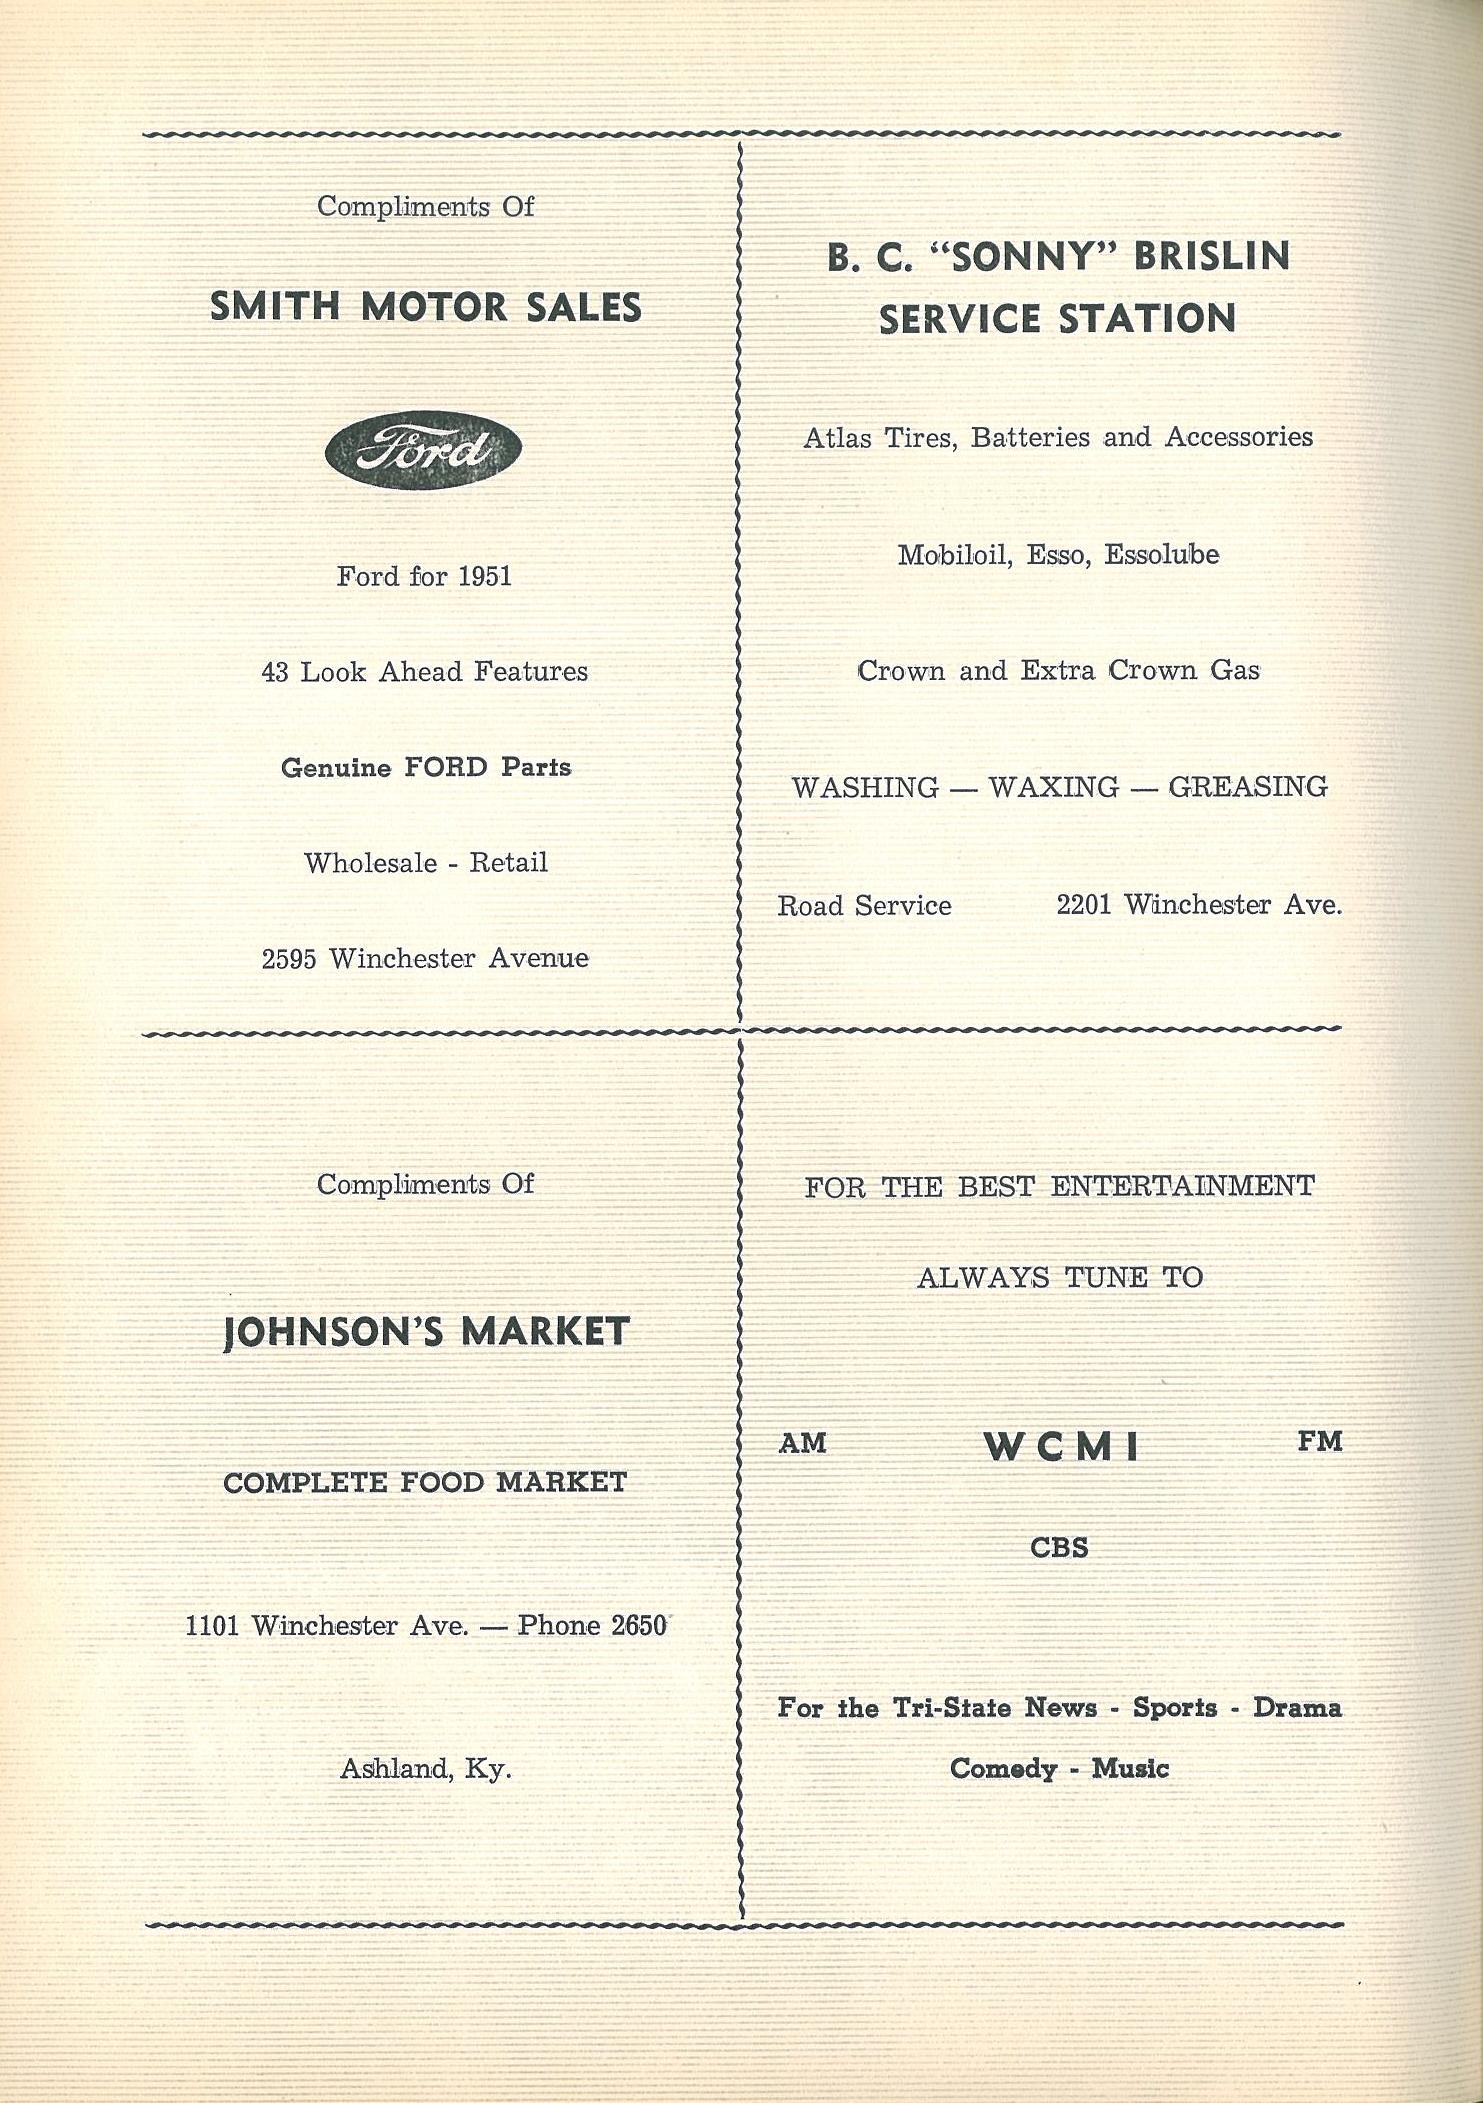 Compliments Of
SMITH MOTOR SALES
Ford
Ford for 1951
43 Look Ahead Features
Genuine FORD Parts
Wholesale - Retail
2595 Winchester Avenue
B. C. “SONNY” BRISLIN
SERVICE STATION
Atlas Tires, Batteries and Accessories
Mobiloil, Esso, Essolube
Crown and Extra Crown Gas
WASHING — WAXING — GREASING
Road Service 2201 Winchester Ave.
Compliments Of
JOHNSON’S MARKET
COMPLETE FOOD MARKET
1101 Winchester Ave. — Phone 2650
Ashland, Ky.
FOR THE BEST ENTERTAINMENT
ALWAYS TUNE TO
AM WCMI FM
CBS
For the Tri-State News - Sports - Drama
Comedy - Music